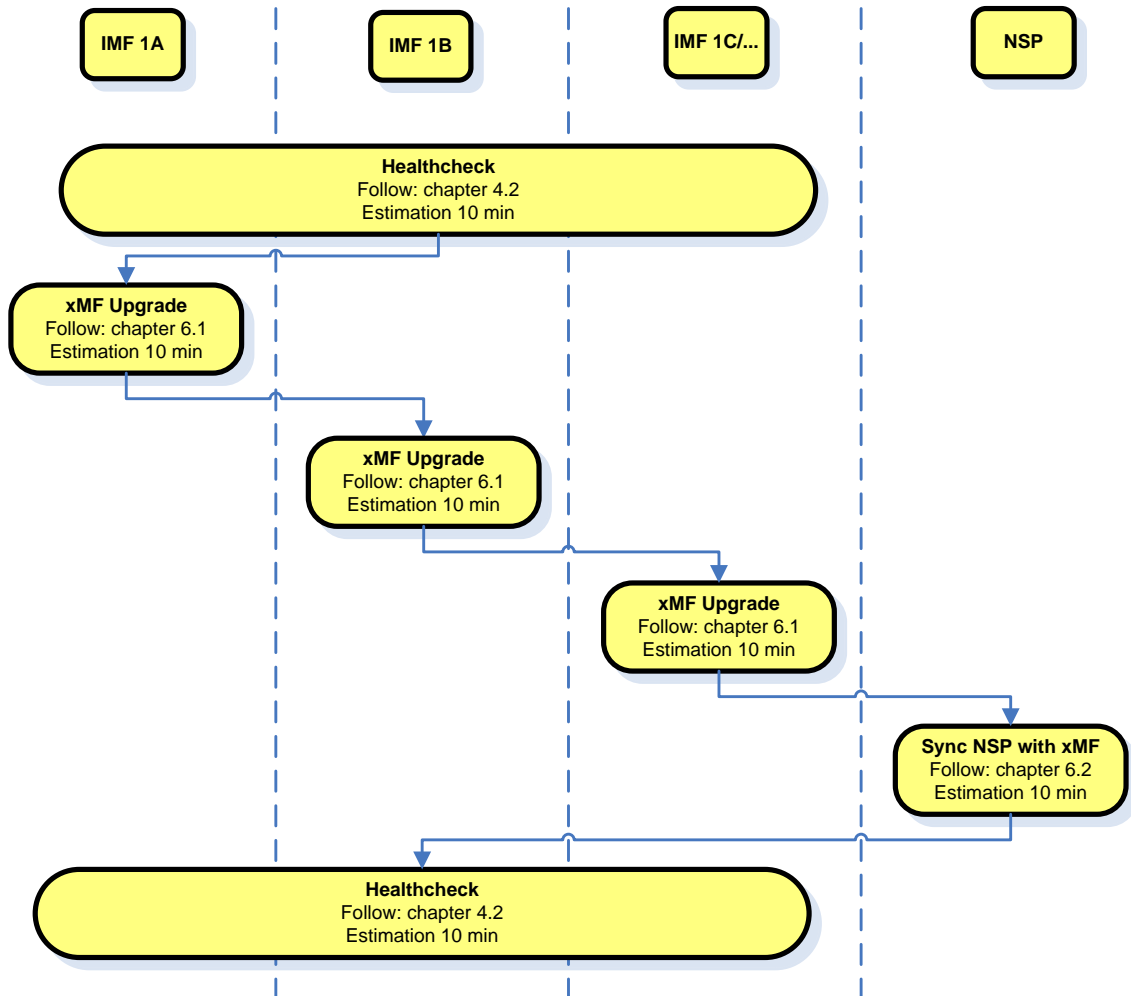 IMF 1A
IMF 1B
IMF 1C/...
NSP
Healthcheck
Follow: chapter 4.2
Estimation 10 min
xMF Upgrade
Follow: chapter 6.1
Estimation 10 min
xMF Upgrade
Follow: chapter 6.1
Estimation 10 min
xMF Upgrade
Follow: chapter 6.1
Estimation 10 min
Sync NSP with xMF
Follow: chapter 6.2
Estimation 10 min
Healthcheck
Follow: chapter 4.2
Estimation 10 min